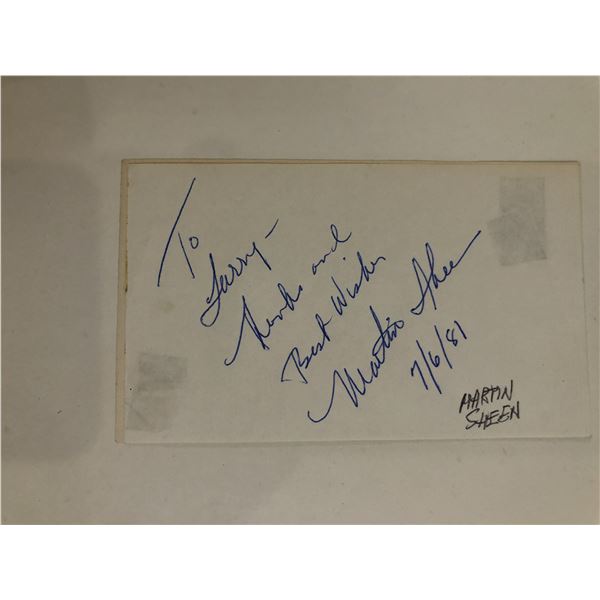 To
Larry -
Thanks and
Best Wishes
Martin Sheen
7/6/81
MARTIN
SHEEN